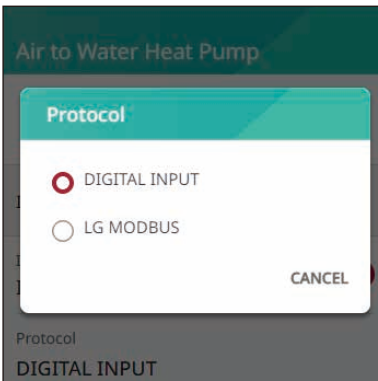 Air to Water Heat Pump
Protocol
DIGITAL INPUT
LG MODBUS
CANCEL
Protocol
DIGITAL INPUT